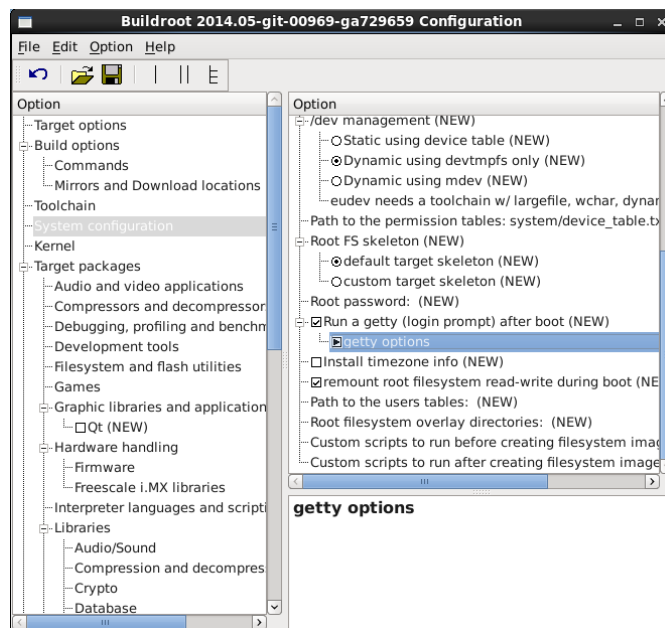 Buildroot 2014.05-git-00969-ga729659 Configuration
File Edit Option Help
Option
Target options
Build options
Commands
Mirrors and Download locations
Toolchain
System configuration
Kernel
Target packages
Audio and video applications
Compressors and decompressor
Debugging, profiling and benchm
Development tools
Filesystem and flash utilities
Games
Graphic libraries and application
Qt (NEW)
Hardware handling
Firmware
Freescale i.MX libraries
Interpreter languages and scripti
Libraries
Audio/Sound
Compression and decompres
Crypto
Database
Option
/dev management (NEW)
Static using device table (NEW)
Dynamic using devtmpfs only (NEW)
Dynamic using mdev (NEW)
eudev needs a toolchain w/ largefile, wchar, dynar
Path to the permission tables: system/device_table.tx
Root FS skeleton (NEW)
default target skeleton (NEW)
custom target skeleton (NEW)
Root password: (NEW)
Run a getty (login prompt) after boot (NEW)
getty options
Install timezone info (NEW)
remount root filesystem read-write during boot (NE
Path to the users tables: (NEW)
Root filesystem overlay directories: (NEW)
Custom scripts to run before creating filesystem imag
Custom scripts to run after creating filesystem image
getty options